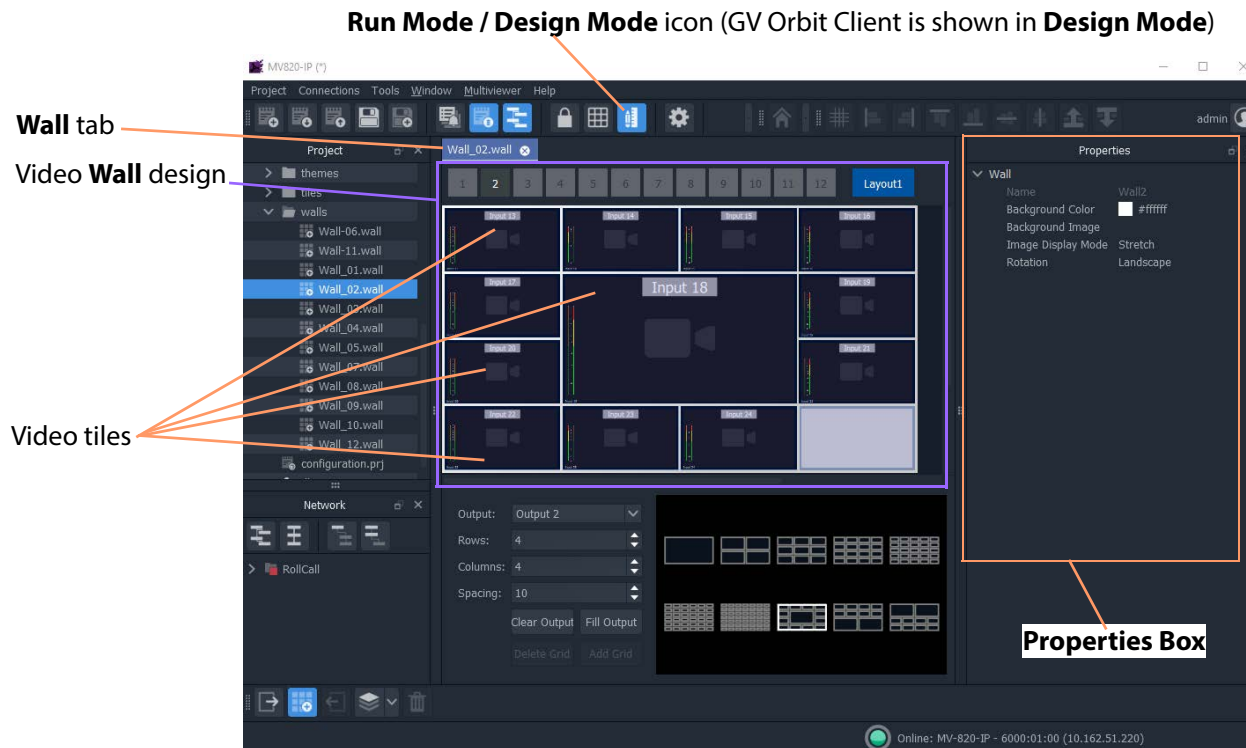 Run Mode / Design Mode icon (GV Orbit Client is shown in Design Mode)
MV820-IP (*)
Project Connections Tools Window Multiviewer Help
admin
Wall tab
Video Wall design
Video tiles
Project
themes
tiles
walls
Wall-06.wall
Wall-11.wall
Wall_01.wall
Wall_02.wall
Wall_03.wall
Wall_04.wall
Wall_05.wall
Wall_07.wall
Wall_08.wall
Wall_09.wall
Wall_10.wall
Wall_12.wall
configuration.prj
Network
RollCall
Wall_02.wall
1 2 3 4 5 6 7 8 9 10 11 12 Layout1
Input 13 Input 14 Input 15 Input 16
Input 17 Input 18 Input 19
Input 20 Input 21
Input 22 Input 23 Input 24
Output: Output 2
Rows: 4
Columns: 4
Spacing: 10
Clear Output Fill Output
Delete Grid Add Grid
Properties
Wall
Name Wall2
Background Color #ffffff
Background Image
Image Display Mode Stretch
Rotation Landscape
Properties Box
Online: MV-820-IP - 6000:01:00 (10.162.51.220)